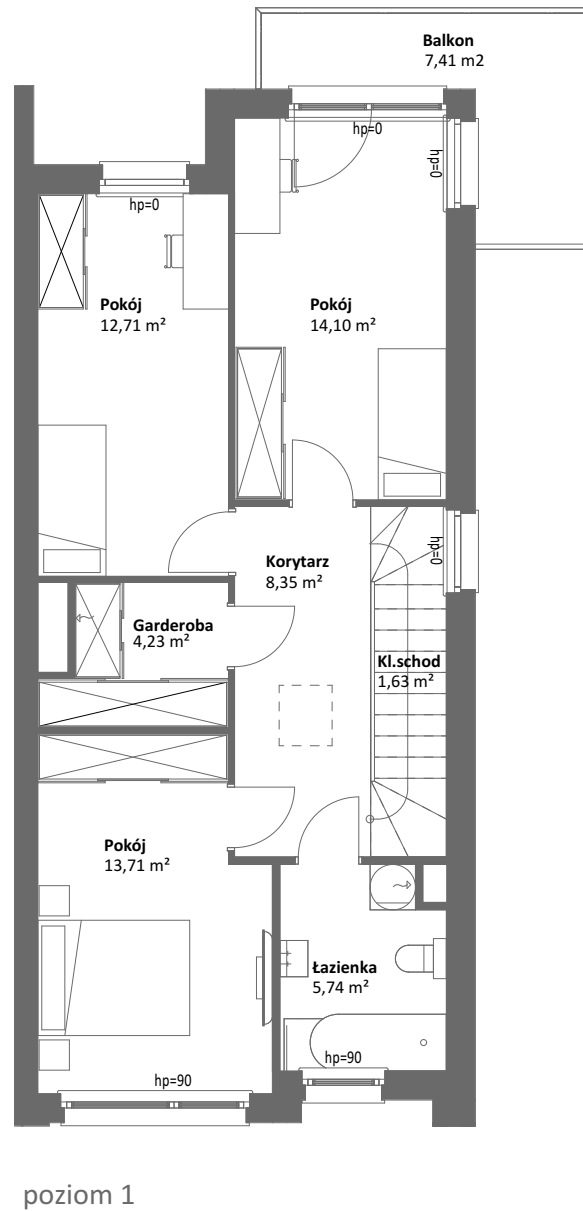 Balkon
7,41 m2
hp=0
hp=0
hp=0
Pokój
12,71 m²
Pokój
14,10 m²
hp=0
Korytarz
8,35 m²
Garderoba
4,23 m²
Kl.schod
1,63 m²
Pokój
13,71 m²
Łazienka
5,74 m²
hp=90
hp=90
poziom 1